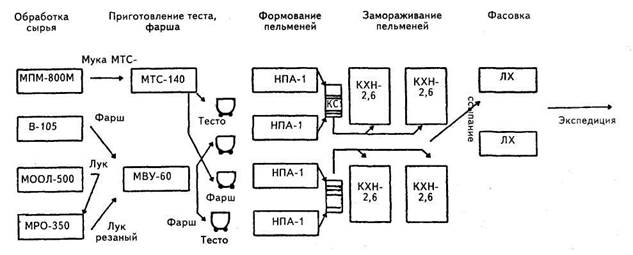 Обработка
сырья
Приготовление теста,
фарша
Формование
пельменей
Замораживание
пельменей
Фасовка
МПМ-800М
Мука МТС-
МТС-140
Тесто
В-105
Фарш
Лук
МООЛ-500
МВУ-60
Фарш
МРО-350
Лук
резаный
Фарш
Тесто
НПА-1
НПА-1
НПА-1
НПА-1
КС
КХН-
2,6
КХН-
2,6
КХН-
2,6
КХН-
2,6
ссыпание
ЛХ
ЛХ
Экспедиция